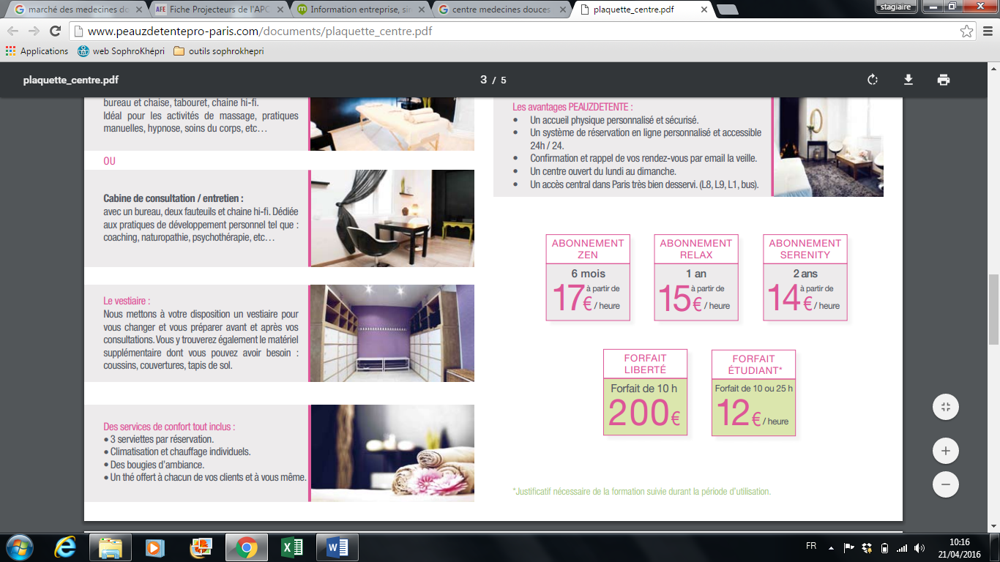 marché des medecines do
Fiche Projecteurs de l'APC
Information entreprise, sir
centre medecines douces
plaquette_centre.pdf
stagiaire
www.peauzdetentepro-paris.com/documents/plaquette_centre.pdf
Applications
web SophroKhépri
outils sophrokhepri
plaquette_centre.pdf
3 / 5
bureau et chaise, tabouret, chaine hi-fi.
Idéal pour les activités de massage, pratiques
manuelles, hypnose, soins du corps, etc…
OU
Cabine de consultation / entretien :
avec un bureau, deux fauteuils et chaine hi-fi. Dédiée
aux pratiques de développement personnel tel que :
coaching, naturopathie, psychothérapie, etc…
Le vestiaire :
Nous mettons à votre disposition un vestiaire pour
vous changer et vous préparer avant et après vos
consultations. Vous y trouverez également le matériel
supplémentaire dont vous pouvez avoir besoin :
coussins, couvertures, tapis de sol.
Des services de confort tout inclus :
• 3 serviettes par réservation.
• Climatisation et chauffage individuels.
• Des bougies d'ambiance.
• Un thé offert à chacun de vos clients et à vous même.
Les avantages PEAUZDETENTE :
• Un accueil physique personnalisé et sécurisé.
• Un système de réservation en ligne personnalisé et accessible
24h / 24.
• Confirmation et rappel de vos rendez-vous par email la veille.
• Un centre ouvert du lundi au dimanche.
• Un accès central dans Paris très bien desservi. (L8, L9, L1, bus).
ABONNEMENT
ZEN
6 mois
à partir de
17€ / heure
ABONNEMENT
RELAX
1 an
à partir de
15€ / heure
ABONNEMENT
SERENITY
2 ans
à partir de
14€ / heure
FORFAIT
LIBERTÉ
Forfait de 10 h
200€
FORFAIT
ÉTUDIANT*
Forfait de 10 ou 25 h
12€ / heure
*Justificatif nécessaire de la formation suivie durant la période d'utilisation.
FR
10:16
21/04/2016